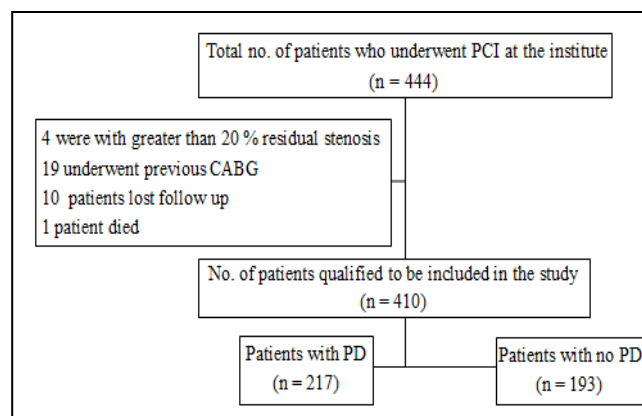 Total no. of patients who underwent PCI at the institute
(n = 444)
4 were with greater than 20 % residual stenosis
19 underwent previous CABG
10 patients lost follow up
1 patient died
No. of patients qualified to be included in the study
(n = 410)
Patients with PD
(n = 217)
Patients with no PD
(n = 193)